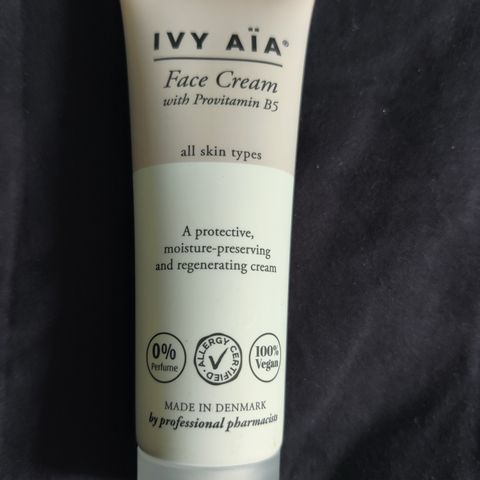 IVY AÏA®
Face Cream
with Provitamin B5
all skin types
A protective,
moisture-preserving
and regenerating cream
0%
Perfume
ALLERGY CERTIFIED
100%
Vegan
MADE IN DENMARK
by professional pharmacists